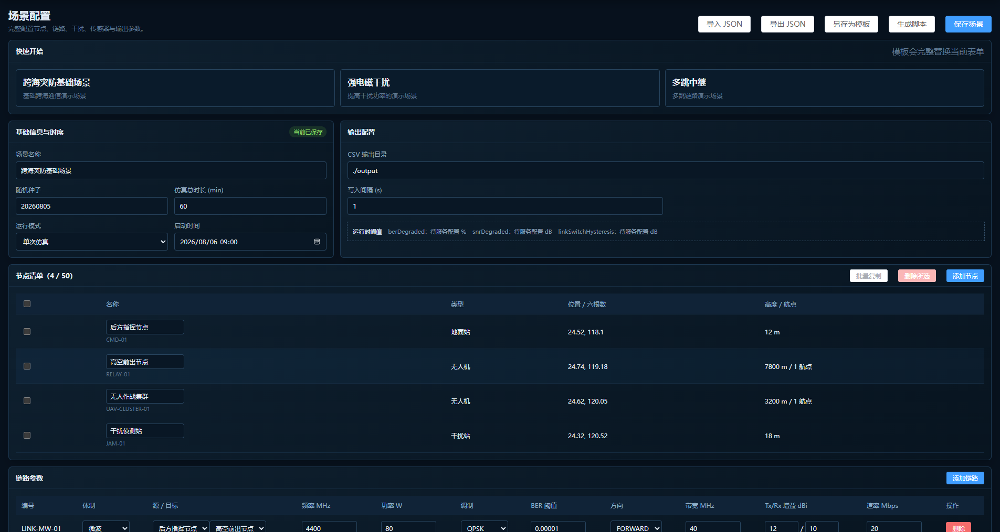 场景配置
完整配置节点、链路、干扰、传感器与输出参数。
导入 JSON 导出 JSON 另存为模板 生成脚本 保存场景
快速开始 模板会完整替换当前表单
跨海突防基础场景 强电磁干扰 多跳中继
基础跨海通信演示场景 提高干扰功率的演示场景 多跳链路演示场景
基础信息与时序 当前已保存
场景名称
跨海突防基础场景
随机种子 仿真总时长 (min)
20260805 60
运行模式 启动时间
单次仿真 2026/08/06 09:00
输出配置
CSV 输出目录
./output
写入间隔 (s)
1
运行时阈值 berDegraded：待服务配置 % snrDegraded：待服务配置 dB linkSwitchHysteresis：待服务配置 dB
节点清单（4 / 50） 批量复制 删除所选 添加节点
名称 类型 位置 / 六根数 高度 / 航点
后方指挥节点 地面站 24.52, 118.1 12 m
CMD-01
高空前出节点 无人机 24.74, 119.18 7800 m / 1 航点
RELAY-01
无人作战集群 无人机 24.62, 120.05 3200 m / 1 航点
UAV-CLUSTER-01
干扰侦测站 干扰站 24.32, 120.52 18 m
JAM-01
链路参数 添加链路
编号 体制 源 / 目标 频率 MHz 功率 W 调制 BER 阈值 方向 带宽 MHz Tx/Rx 增益 dBi 速率 Mbps 操作
LINK-MW-01 微波 后方指挥节点 高空前出节点 4400 80 QPSK 0.00001 FORWARD 40 12 / 10 20 删除